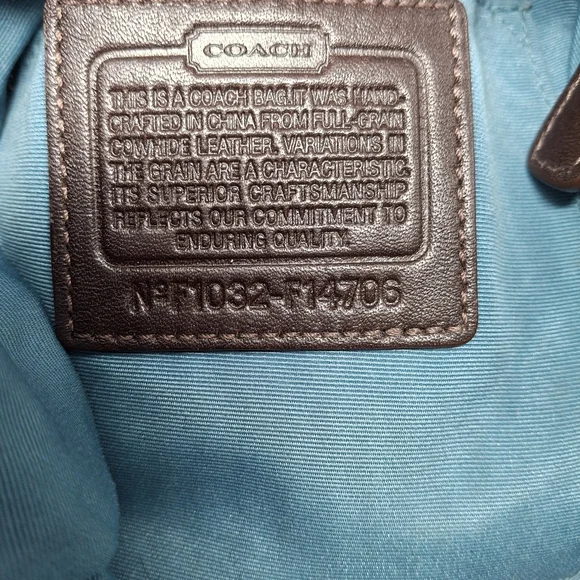 COACH
THIS IS A COACH BAG.IT WAS HAND-
CRAFTED IN CHINA FROM FULL-GRAIN
COWHIDE LEATHER. VARIATIONS IN
THE GRAIN ARE A CHARACTERISTIC.
ITS SUPERIOR CRAFTSMANSHIP
REFLECTS OUR COMMITMENT TO
ENDURING QUALITY.
Nº F1032-F14706